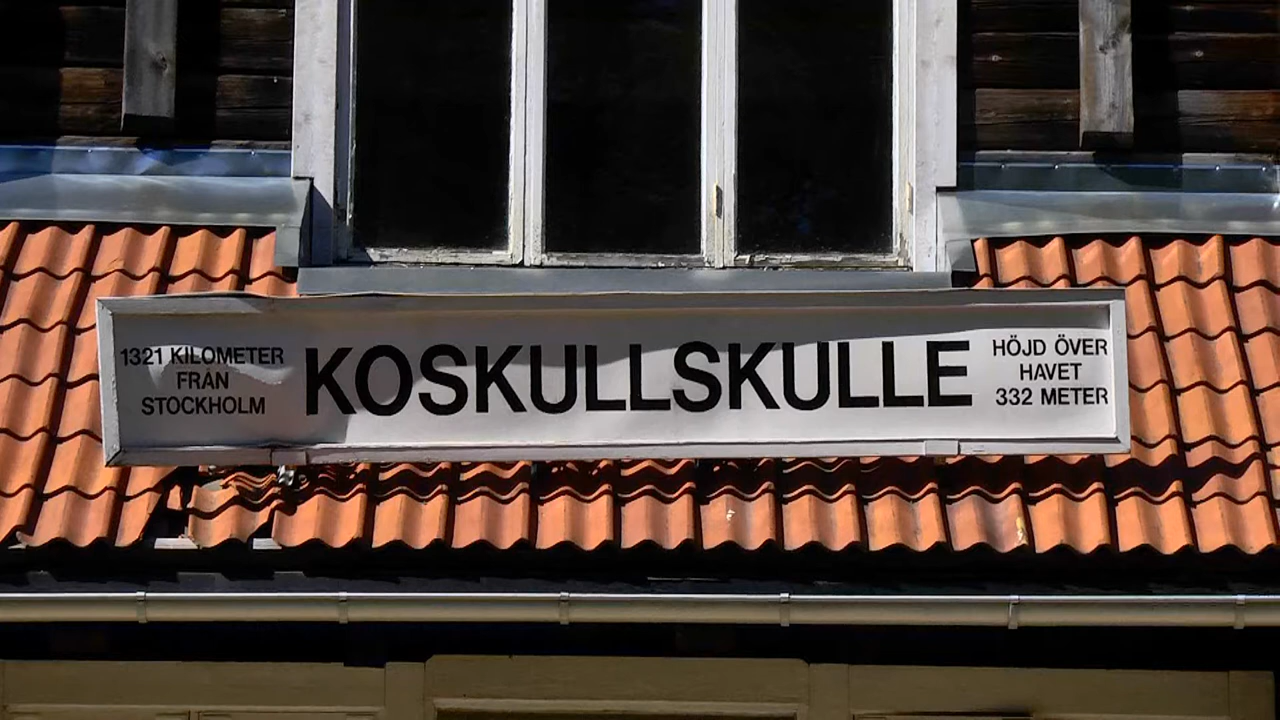 1321 KILOMETER
FRÅN
STOCKHOLM
KOSKULLSKULLE
HÖJD ÖVER
HAVET
332 METER